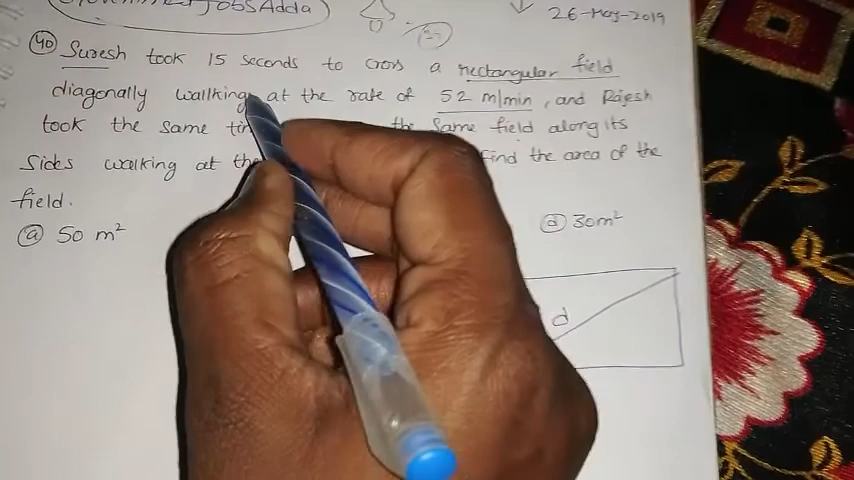 JobsAdda
26-May-2019
40 Suresh took 15 seconds to cross a rectangular field
diagonally wallking at the rate of 52 m/min, and Rajesh
took the same the same field along its
Sides walking at the find the area of the
field.
a 50 m² d 30m²
d